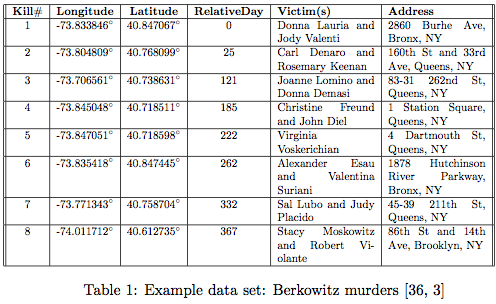 Kill# Longitude Latitude RelativeDay Victim(s) Address
1 -73.833846° 40.847067° 0 Donna Lauria and 2860 Burhe Ave,
Jody Valenti Bronx, NY
2 -73.804809° 40.768099° 25 Carl Denaro and 160th St and 33rd
Rosemary Keenan Ave, Queens, NY
3 -73.706561° 40.738631° 121 Joanne Lomino and 83-31 262nd St,
Donna Demasi Queens, NY
4 -73.845048° 40.718511° 185 Christine Freund 1 Station Square,
and John Diel Queens, NY
5 -73.847051° 40.718598° 222 Virginia 4 Dartmouth St,
Voskerichian Queens, NY
6 -73.835418° 40.847445° 262 Alexander Esau 1878 Hutchinson
and Valentina River Parkway,
Suriani Bronx, NY
7 -73.771343° 40.758704° 332 Sal Lubo and Judy 45-39 211th St,
Placido Queens, NY
8 -74.011712° 40.612735° 367 Stacy Moskowitz 86th St and 14th
and Robert Vi- Ave, Brooklyn, NY
olante
Table 1: Example data set: Berkowitz murders [36, 3]